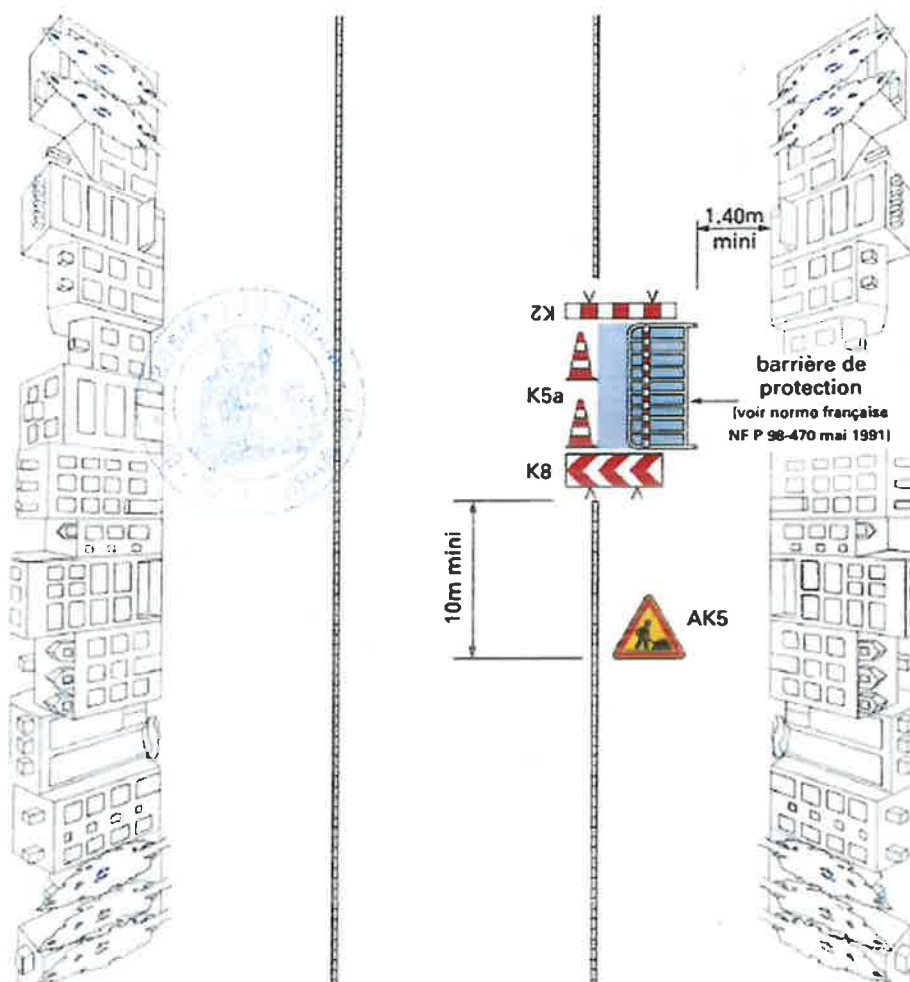 1.40m
mini
K2
K5a
barrière de
protection
(voir normo française
NF P 98-470 mai 1991)
K8
10m mini
AK5